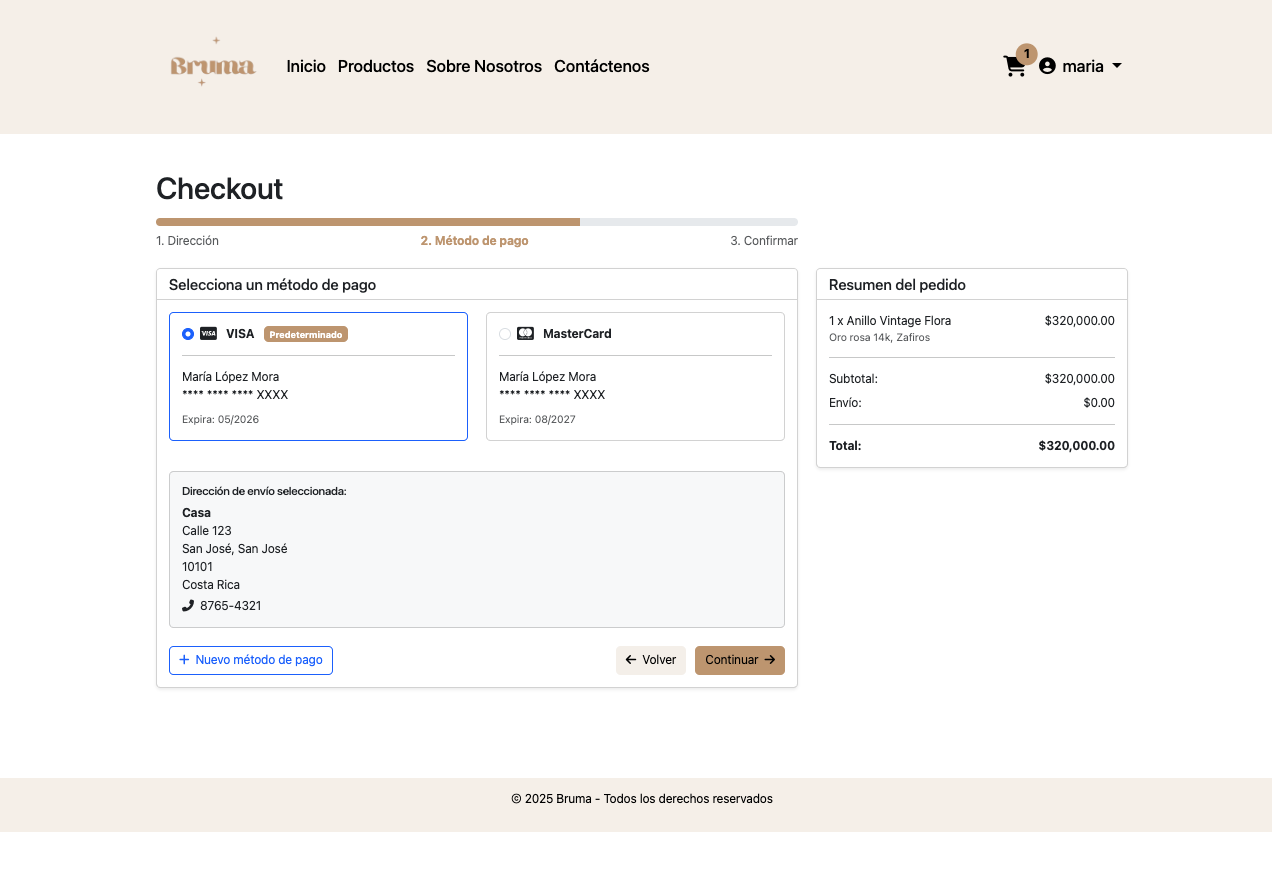 Bruma
Inicio Productos Sobre Nosotros Contáctenos
1
maria
Checkout
1. Dirección
2. Método de pago
3. Confirmar
Selecciona un método de pago
VISA VISA Predeterminado
María López Mora
**** **** **** XXXX
Expira: 05/2026
MasterCard
María López Mora
**** **** **** XXXX
Expira: 08/2027
Dirección de envío seleccionada:
Casa
Calle 123
San José, San José
10101
Costa Rica
8765-4321
+ Nuevo método de pago
← Volver
Continuar →
Resumen del pedido
1 x Anillo Vintage Flora $320,000.00
Oro rosa 14k, Zafiros
Subtotal: $320,000.00
Envío: $0.00
Total: $320,000.00
© 2025 Bruma - Todos los derechos reservados